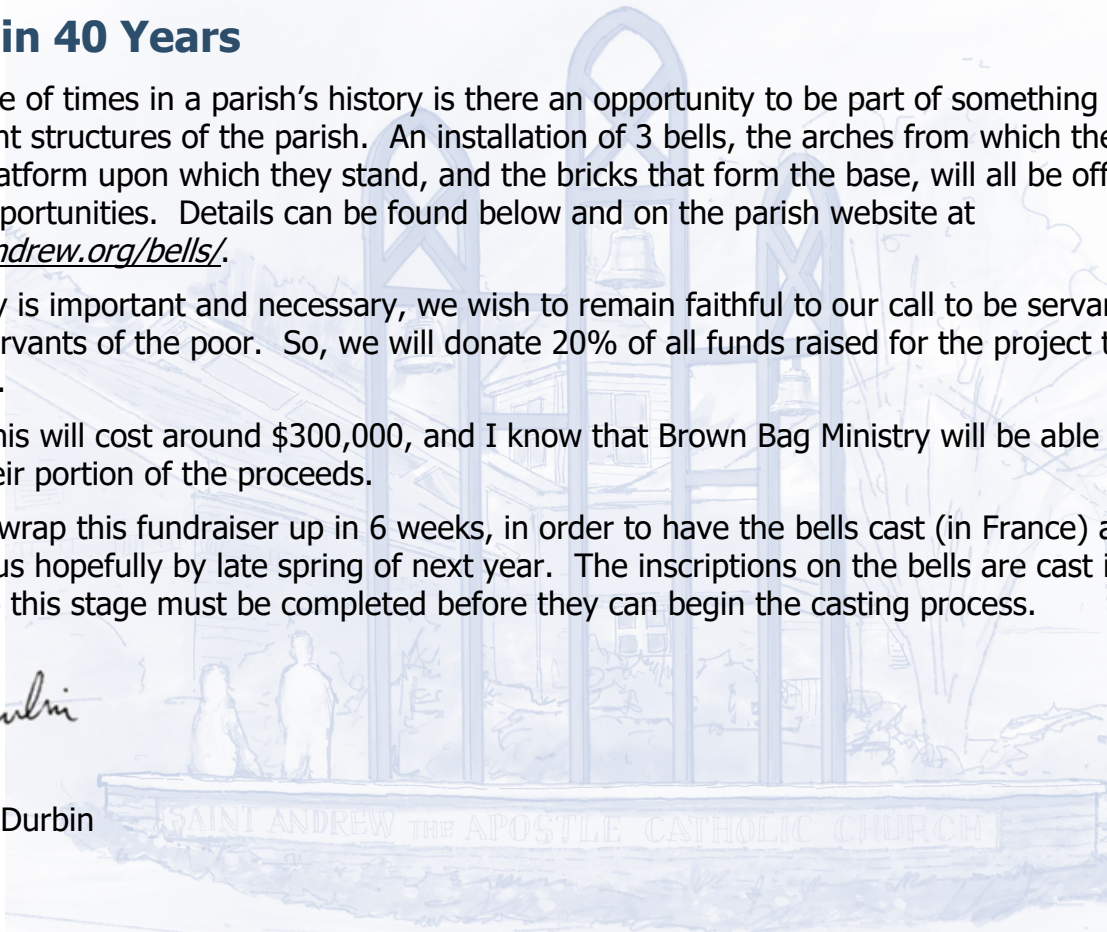 in 40 Years
e of times in a parish’s history is there an opportunity to be part of something
nt structures of the parish.  An installation of 3 bells, the arches from which the
atform upon which they stand, and the bricks that form the base, will all be off
portunities.  Details can be found below and on the parish website at
ndrew.org/bells/.
y is important and necessary, we wish to remain faithful to our call to be servan
rvants of the poor.  So, we will donate 20% of all funds raised for the project t
.
his will cost around $300,000, and I know that Brown Bag Ministry will be able
eir portion of the proceeds.
wrap this fundraiser up in 6 weeks, in order to have the bells cast (in France) a
us hopefully by late spring of next year.  The inscriptions on the bells are cast i
this stage must be completed before they can begin the casting process.
Durbin
SAINT ANDREW THE APOSTLE CATHOLIC CHURCH